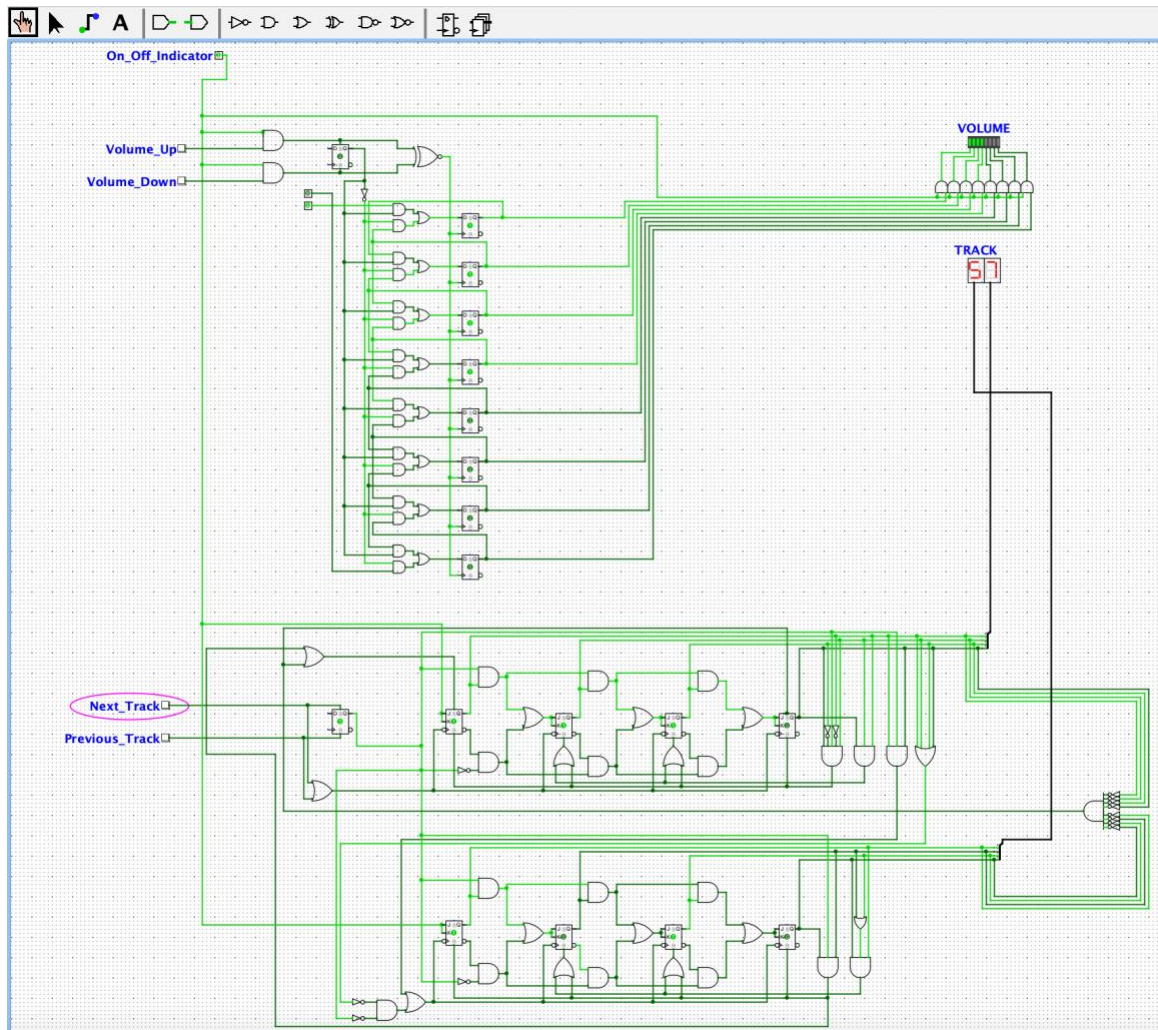 A
On_Off_Indicator
Volume_Up
Volume_Down
VOLUME
TRACK
57
Next_Track
Previous_Track